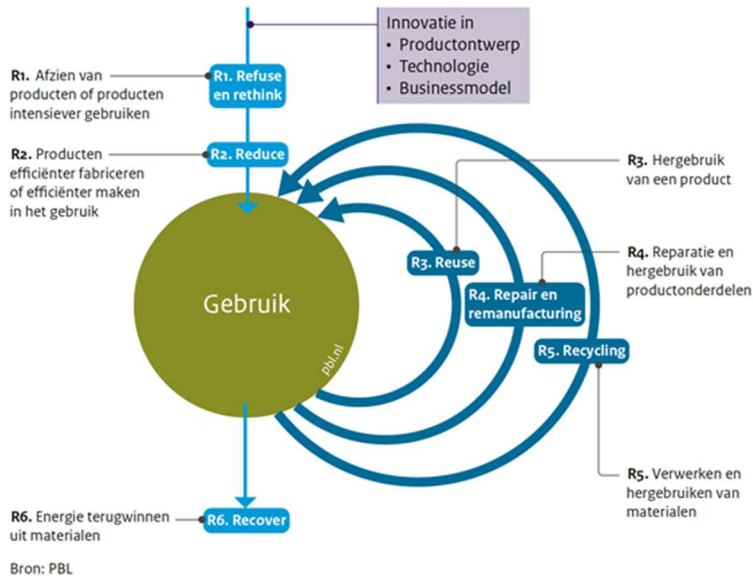 Innovatie in
• Productontwerp
• Technologie
• Businessmodel
R1. Afzien van
producten of producten
intensiever gebruiken
R1. Refuse
en rethink
R2. Producten
efficiënter fabriceren
of efficiënter maken
in het gebruik
R2. Reduce
R3. Hergebruik
van een product
R3. Reuse
R4. Reparatie en
hergebruik van
productonderdelen
R4. Repair en
remanufacturing
Gebruik
pbl.nl
R5. Recycling
R5. Verwerken en
hergebruiken van
materialen
R6. Energie terugwinnen
uit materialen
R6. Recover
Bron: PBL